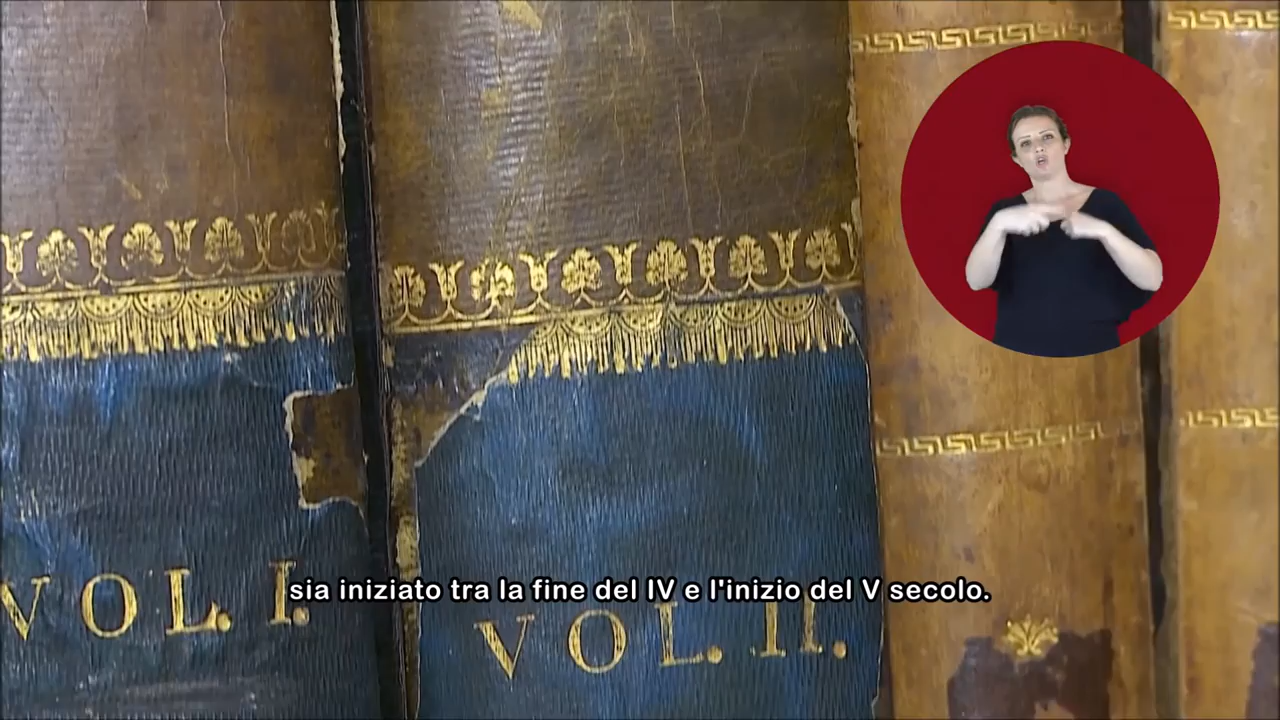 sia iniziato tra la fine del IV e l'inizio del V secolo.
VOL. I.
VOL. II.